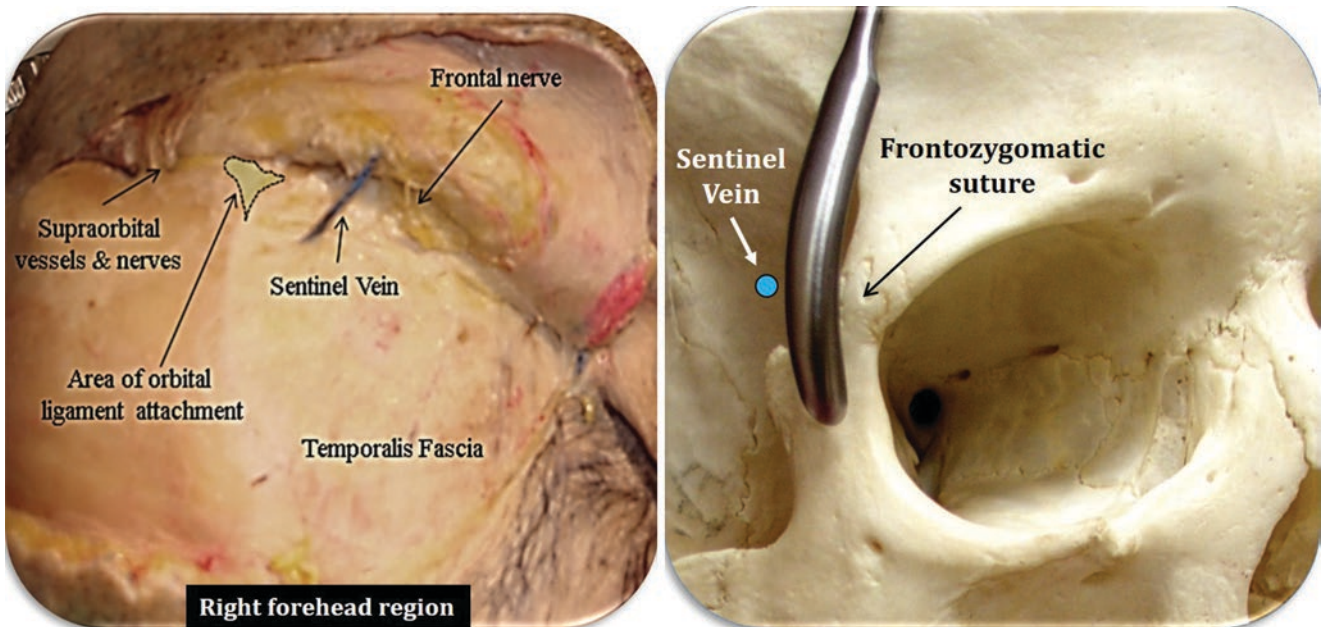 Frontal nerve
Supraorbital
vessels & nerves
Sentinel Vein
Area of orbital
ligament attachment
Temporalis Fascia
Right forehead region
Sentinel
Vein
Frontozygomatic
suture